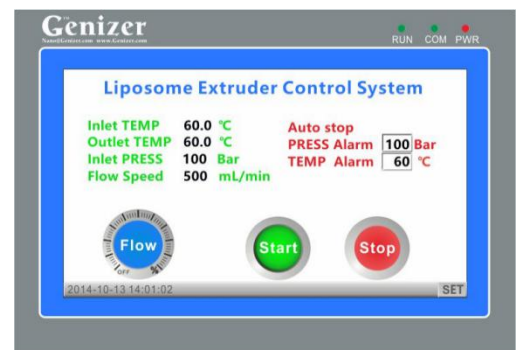 Genizer
RUN COM PWR
Liposome Extruder Control System
Inlet TEMP 60.0 ℃
Outlet TEMP 60.0 ℃
Inlet PRESS 100 Bar
Flow Speed 500 mL/min
Auto stop
PRESS Alarm 100 Bar
TEMP Alarm 60 ℃
Flow
OFF %
Start
Stop
2014-10-13 14:01:02
SET